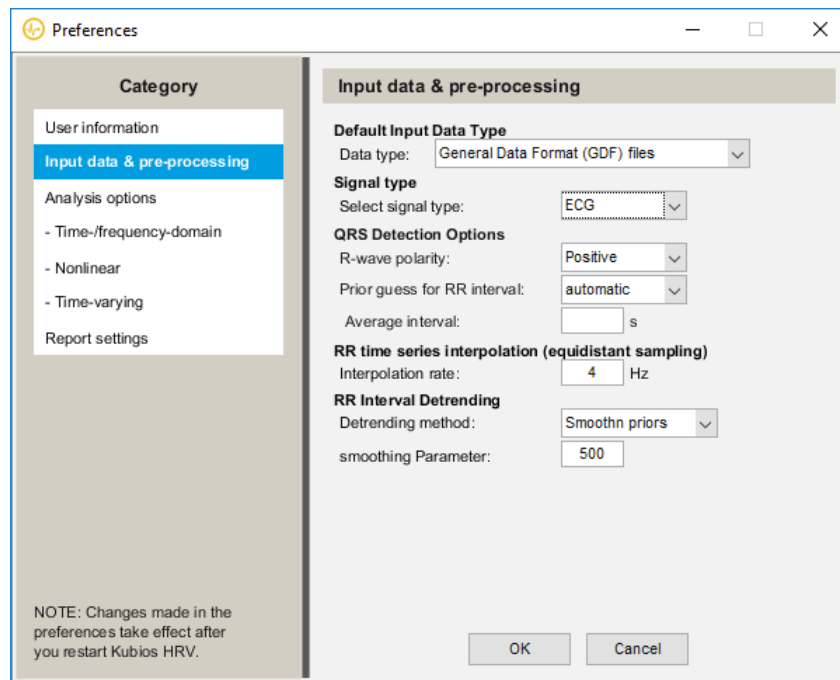 Preferences
Category
User information
Input data & pre-processing
Analysis options
- Time-/frequency-domain
- Nonlinear
- Time-varying
Report settings
NOTE: Changes made in the
preferences take effect after
you restart Kubios HRV.
Input data & pre-processing
Default Input Data Type
Data type: General Data Format (GDF) files
Signal type
Select signal type: ECG
QRS Detection Options
R-wave polarity: Positive
Prior guess for RR interval: automatic
Average interval: s
RR time series interpolation (equidistant sampling)
Interpolation rate: 4 Hz
RR Interval Detrending
Detrending method: Smoothn priors
smoothing Parameter: 500
OK Cancel